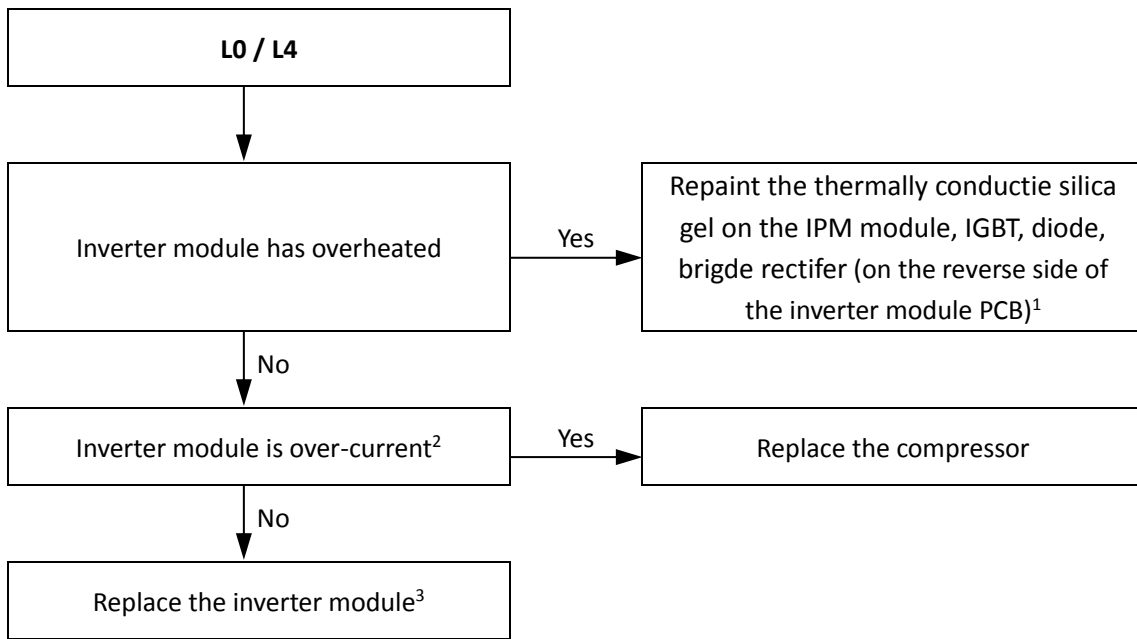 L0 / L4
Inverter module has overheated
Yes
Repaint the thermally conductie silica
gel on the IPM module, IGBT, diode,
brigde rectifer (on the reverse side of
the inverter module PCB)1
No
Inverter module is over-current2
Yes
Replace the compressor
No
Replace the inverter module3